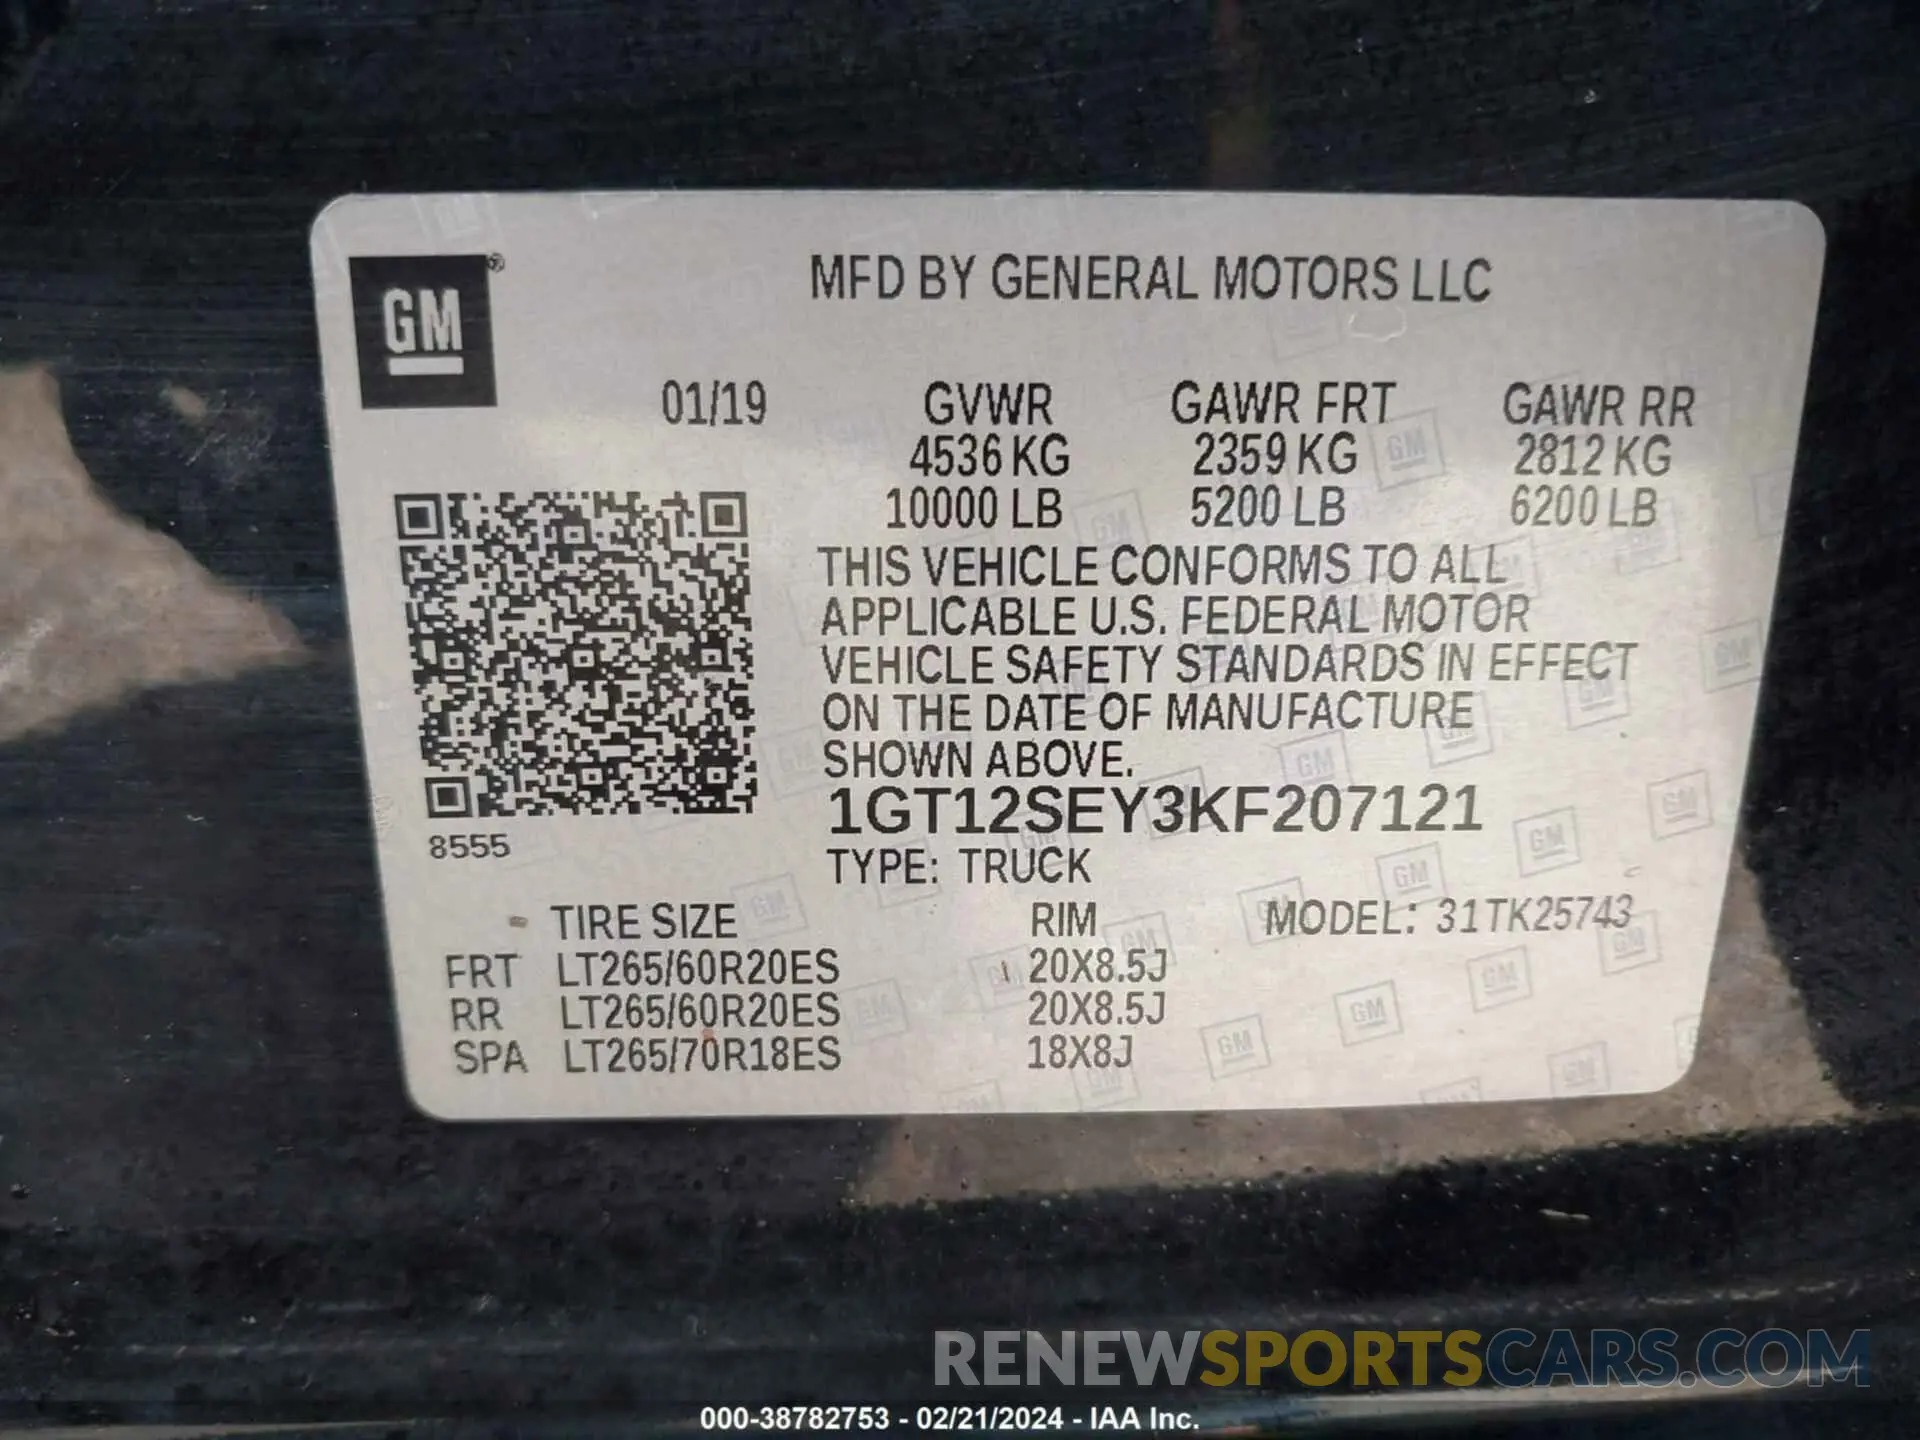 GM®
MFD BY GENERAL MOTORS LLC
01/19 GVWR GAWR FRT GAWR RR
4536 KG 2359 KG 2812 KG
10000 LB 5200 LB 6200 LB
THIS VEHICLE CONFORMS TO ALL
APPLICABLE U.S. FEDERAL MOTOR
VEHICLE SAFETY STANDARDS IN EFFECT
ON THE DATE OF MANUFACTURE
SHOWN ABOVE.
1GT12SEY3KF207121
8555
TYPE: TRUCK
TIRE SIZE RIM MODEL: 31TK25743
FRT LT265/60R20ES 20X8.5J
RR LT265/60R20ES 20X8.5J
SPA LT265/70R18ES 18X8J
RENEWSPORTSCARS.COM
000-38782753 - 02/21/2024 - IAA Inc.